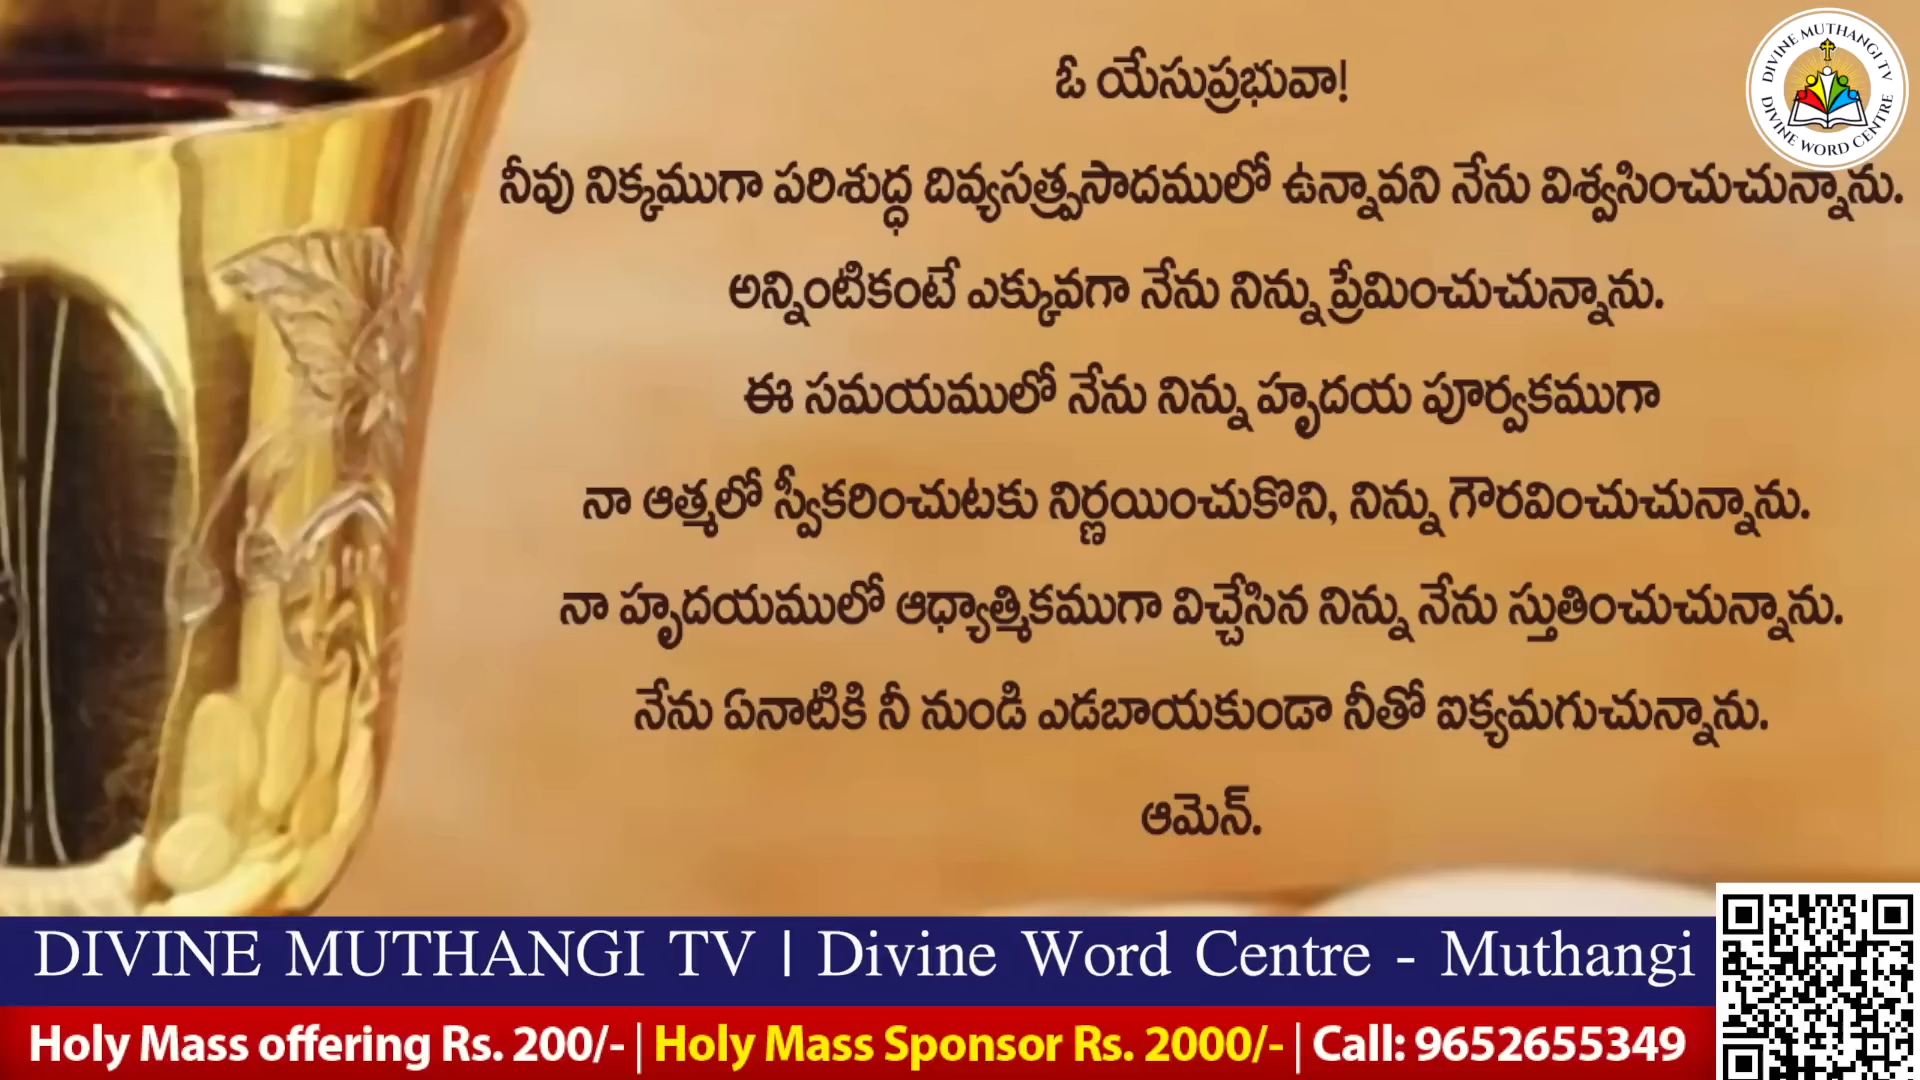 ఓ యేసుప్రభువా!
నీవు నిక్కముగా పరిశుద్ధ దివ్యసత్ప్రసాదములో ఉన్నావని నేను విశ్వసించుచున్నాను.
అన్నింటికంటే ఎక్కువగా నేను నిన్ను ప్రేమించుచున్నాను.
ఈ సమయములో నేను నిన్ను హృదయ పూర్వకముగా
నా ఆత్మలో స్వీకరించుటకు నిర్ణయించుకొని, నిన్ను గౌరవించుచున్నాను.
నా హృదయములో ఆధ్యాత్మికముగా విచ్చేసిన నిన్ను నేను స్తుతించుచున్నాను.
నేను ఏనాటికి నీ నుండి ఎడబాయకుండా నీతో ఐక్యమగుచున్నాను.
ఆమెన్.
DIVINE MUTHANGI TV
DIVINE WORD CENTRE
DIVINE MUTHANGI TV | Divine Word Centre - Muthangi
Holy Mass offering Rs. 200/- | Holy Mass Sponsor Rs. 2000/- | Call: 9652655349